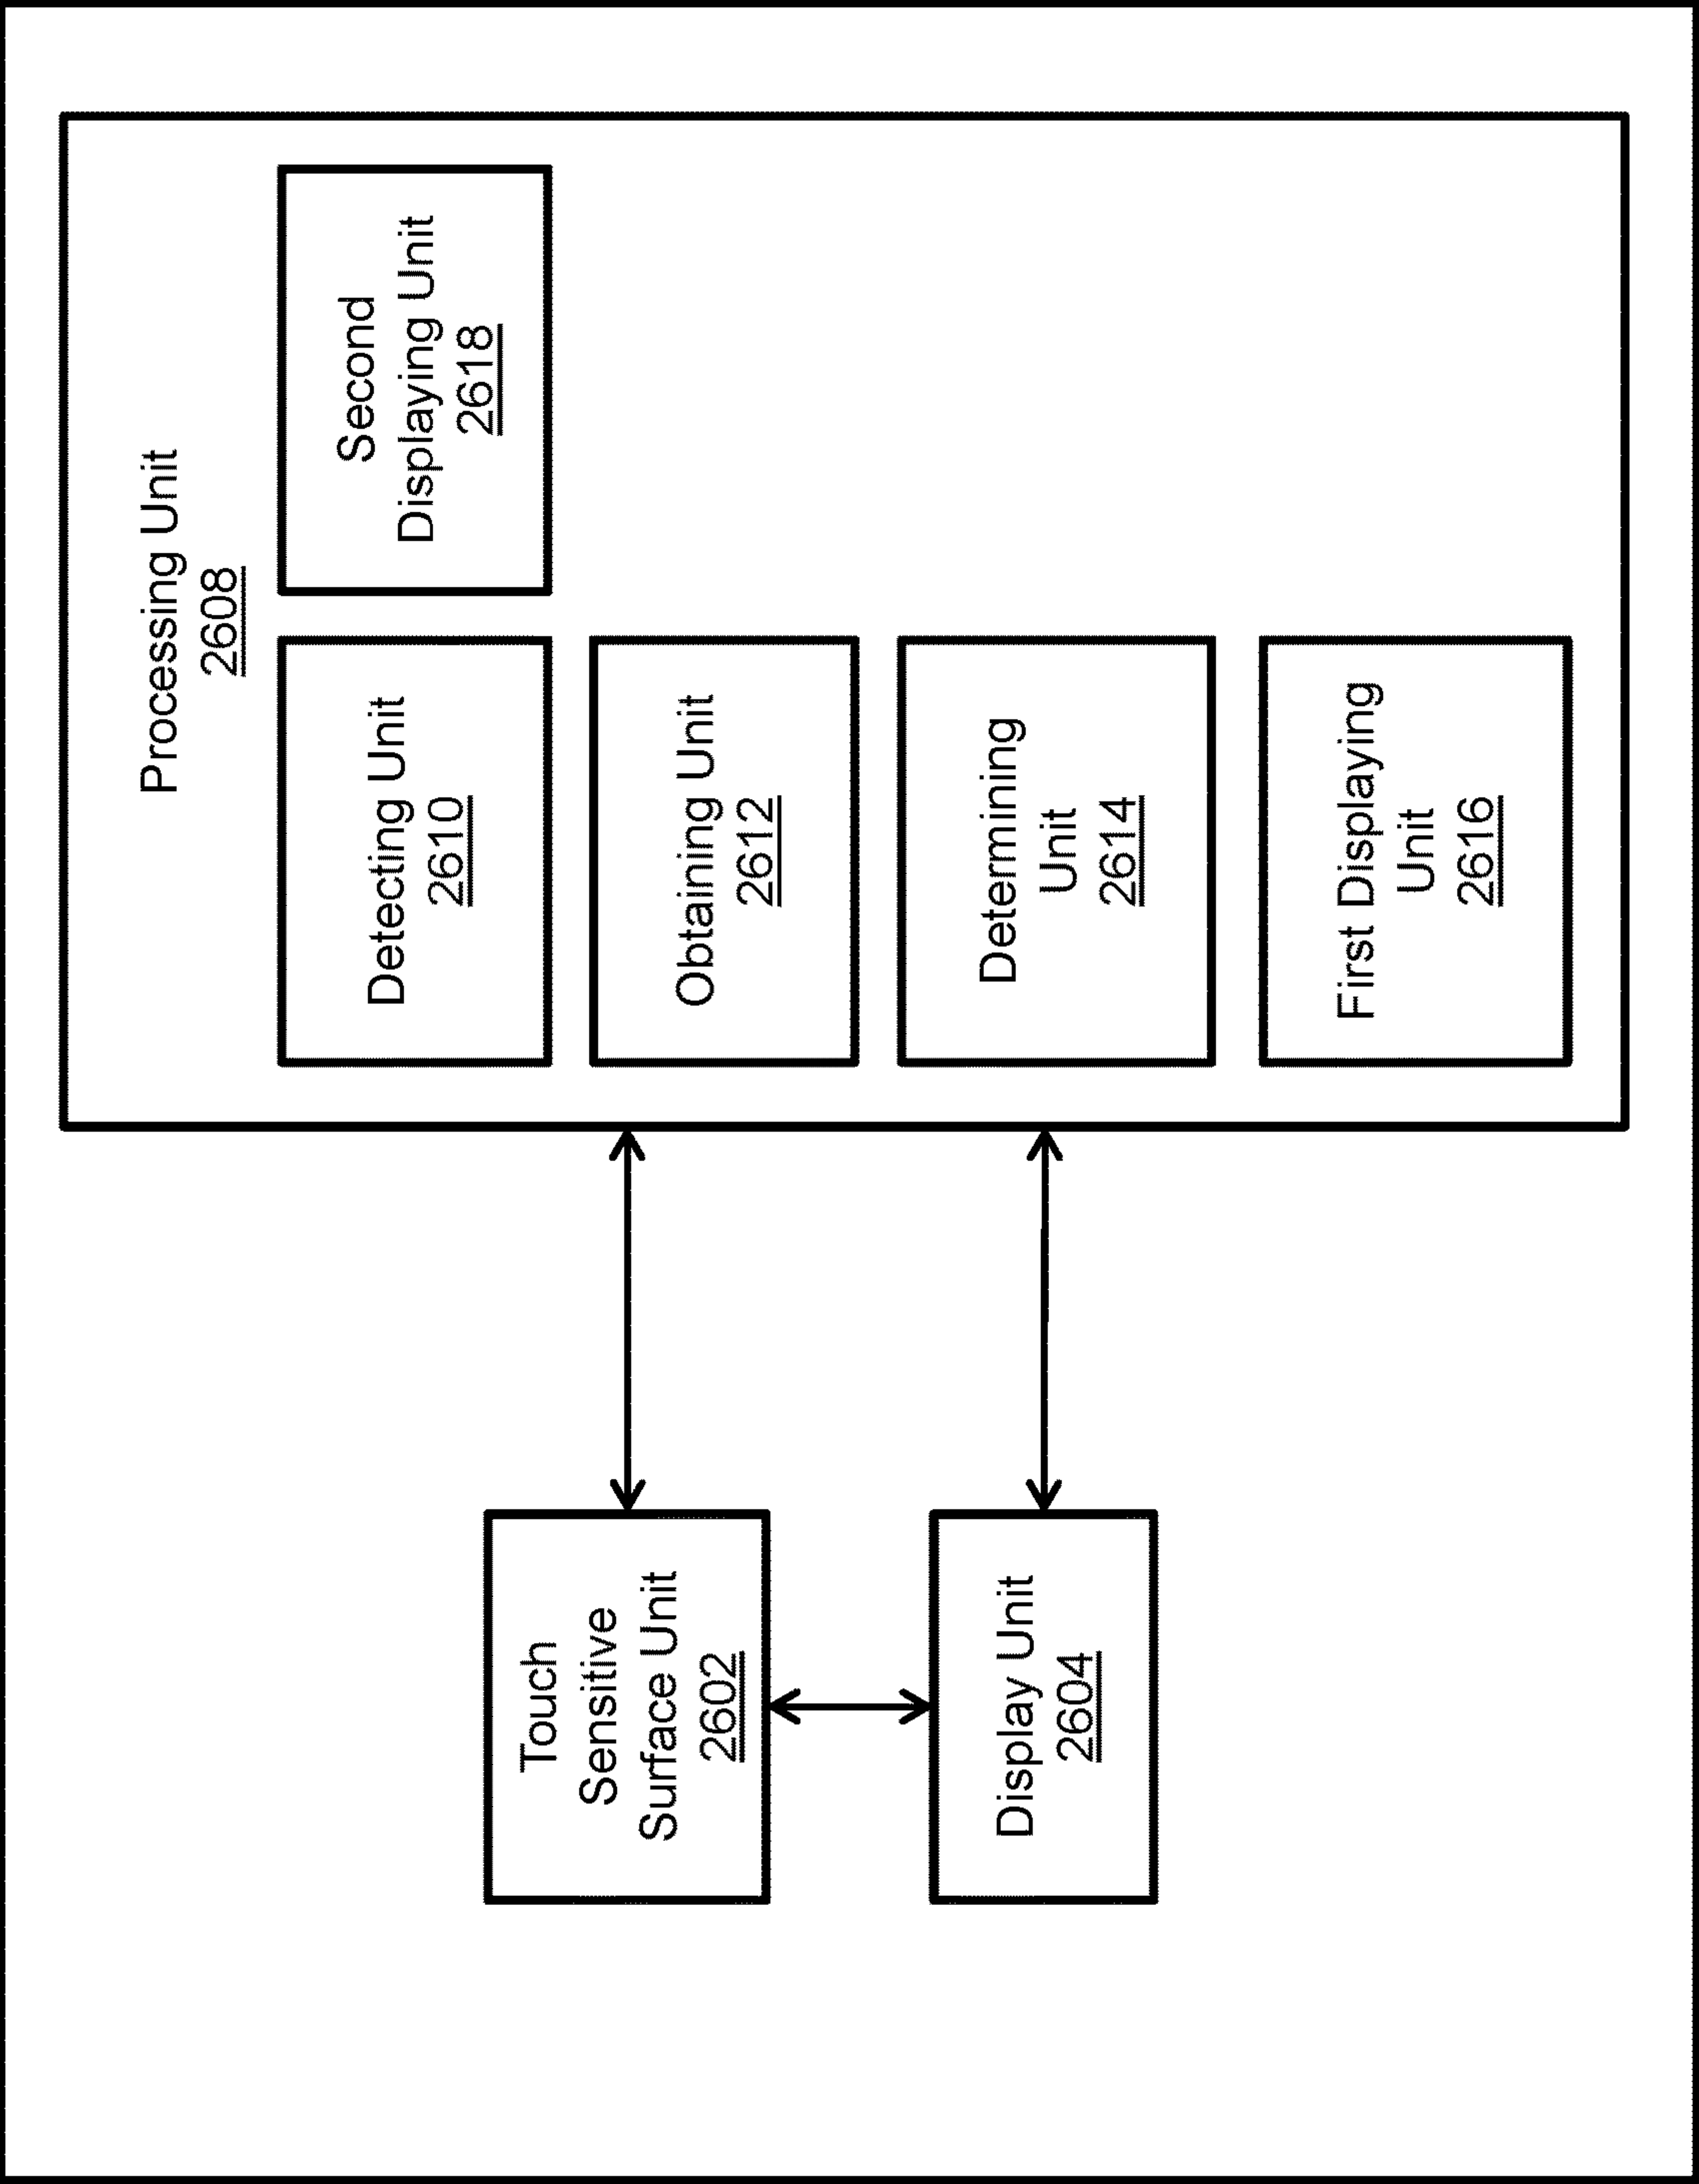 Processing Unit
2608
Touch
Sensitive
Surface Unit
2602
Display Unit
2604
Detecting Unit
2610
Obtaining Unit
2612
Determining
Unit
2614
First Displaying
Unit
2616
Second
Displaying Unit
2618